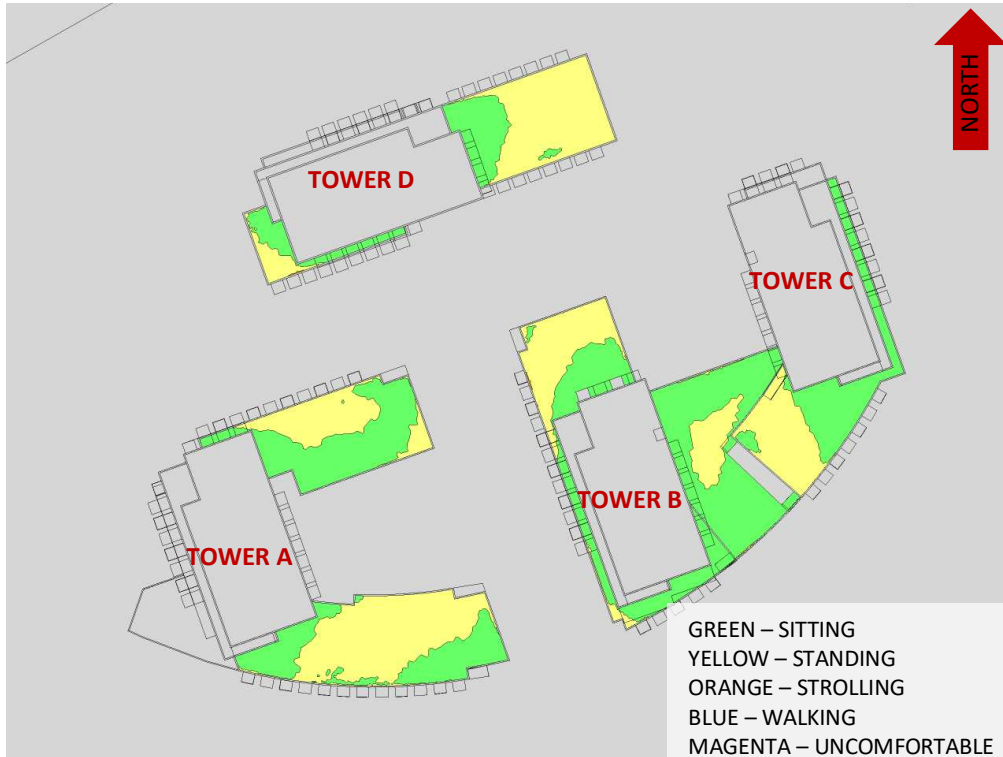 NORTH
TOWER D
TOWER C
TOWER B
TOWER A
GREEN – SITTING
YELLOW – STANDING
ORANGE – STROLLING
BLUE – WALKING
MAGENTA – UNCOMFORTABLE